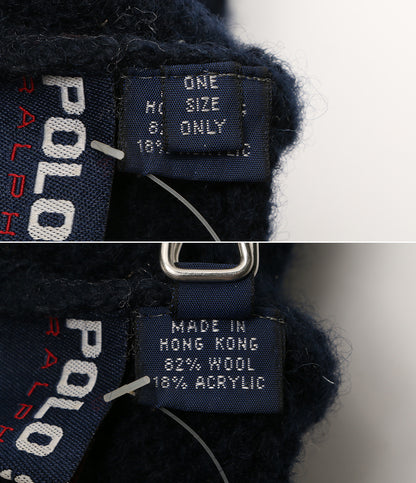 POLO
RALPH
ONE
SIZE
ONLY
HO
82
18% ACRYLIC
POLO
RALPH
MADE IN
HONG KONG
82% WOOL
18% ACRYLIC